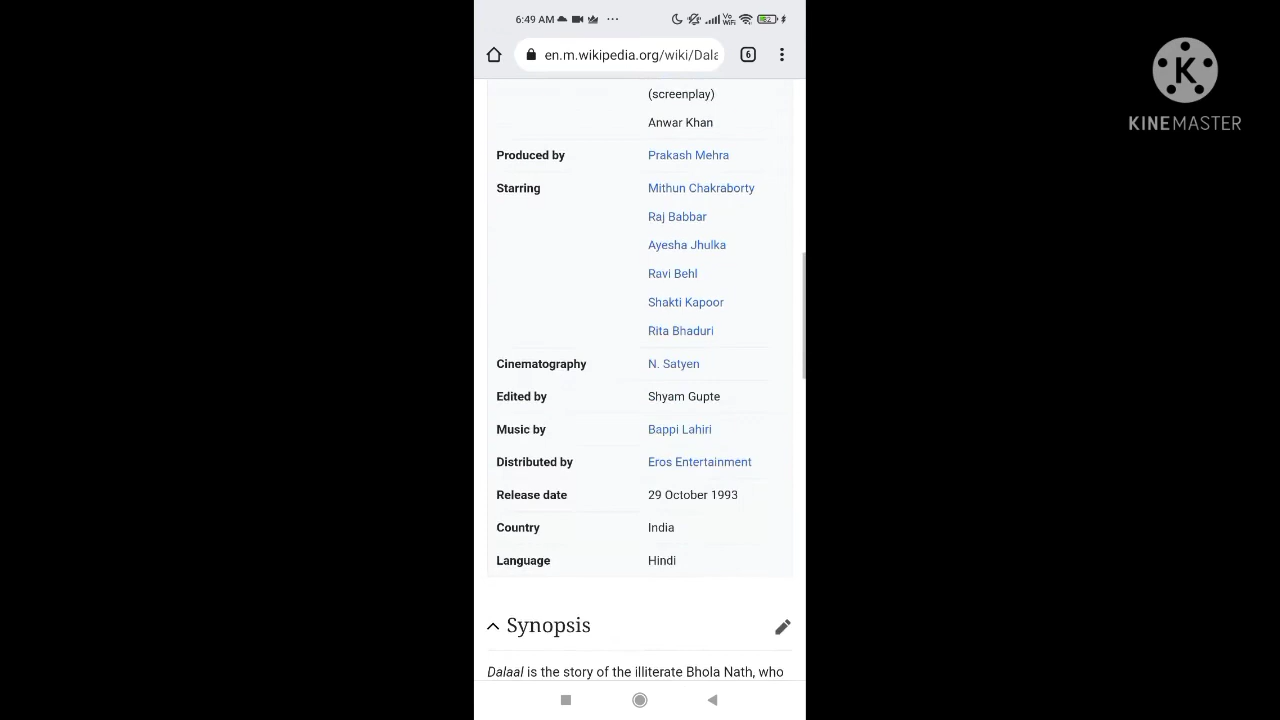 6:49 AM
en.m.wikipedia.org/wiki/Dala
6
K
KINEMASTER
(screenplay)
Anwar Khan
Produced by Prakash Mehra
Starring Mithun Chakraborty
Raj Babbar
Ayesha Jhulka
Ravi Behl
Shakti Kapoor
Rita Bhaduri
Cinematography N. Satyen
Edited by Shyam Gupte
Music by Bappi Lahiri
Distributed by Eros Entertainment
Release date 29 October 1993
Country India
Language Hindi
Synopsis
Dalaal is the story of the illiterate Bhola Nath, who